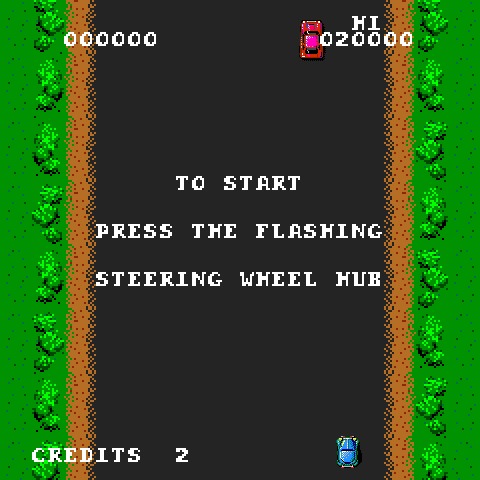 HI
000000 020000
TO START
PRESS THE FLASHING
STEERING WHEEL HUB
CREDITS 2